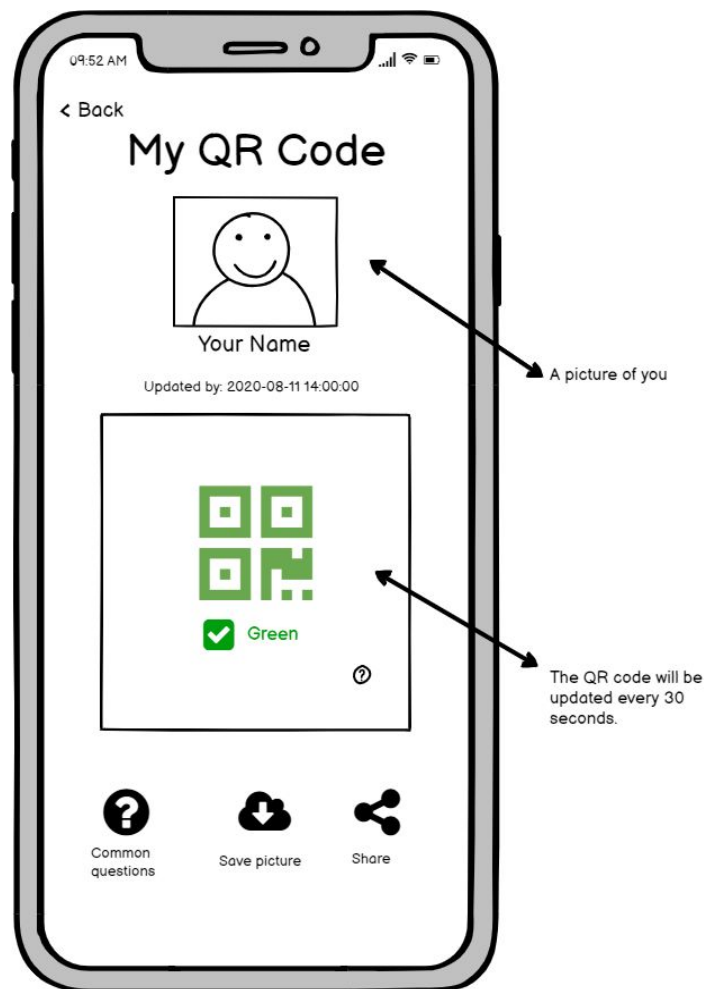 09:52 AM
< Back
My QR Code
Your Name
Updated by: 2020-08-11 14:00:00
A picture of you
Green
The QR code will be
updated every 30
seconds.
Common
questions
Save picture
Share